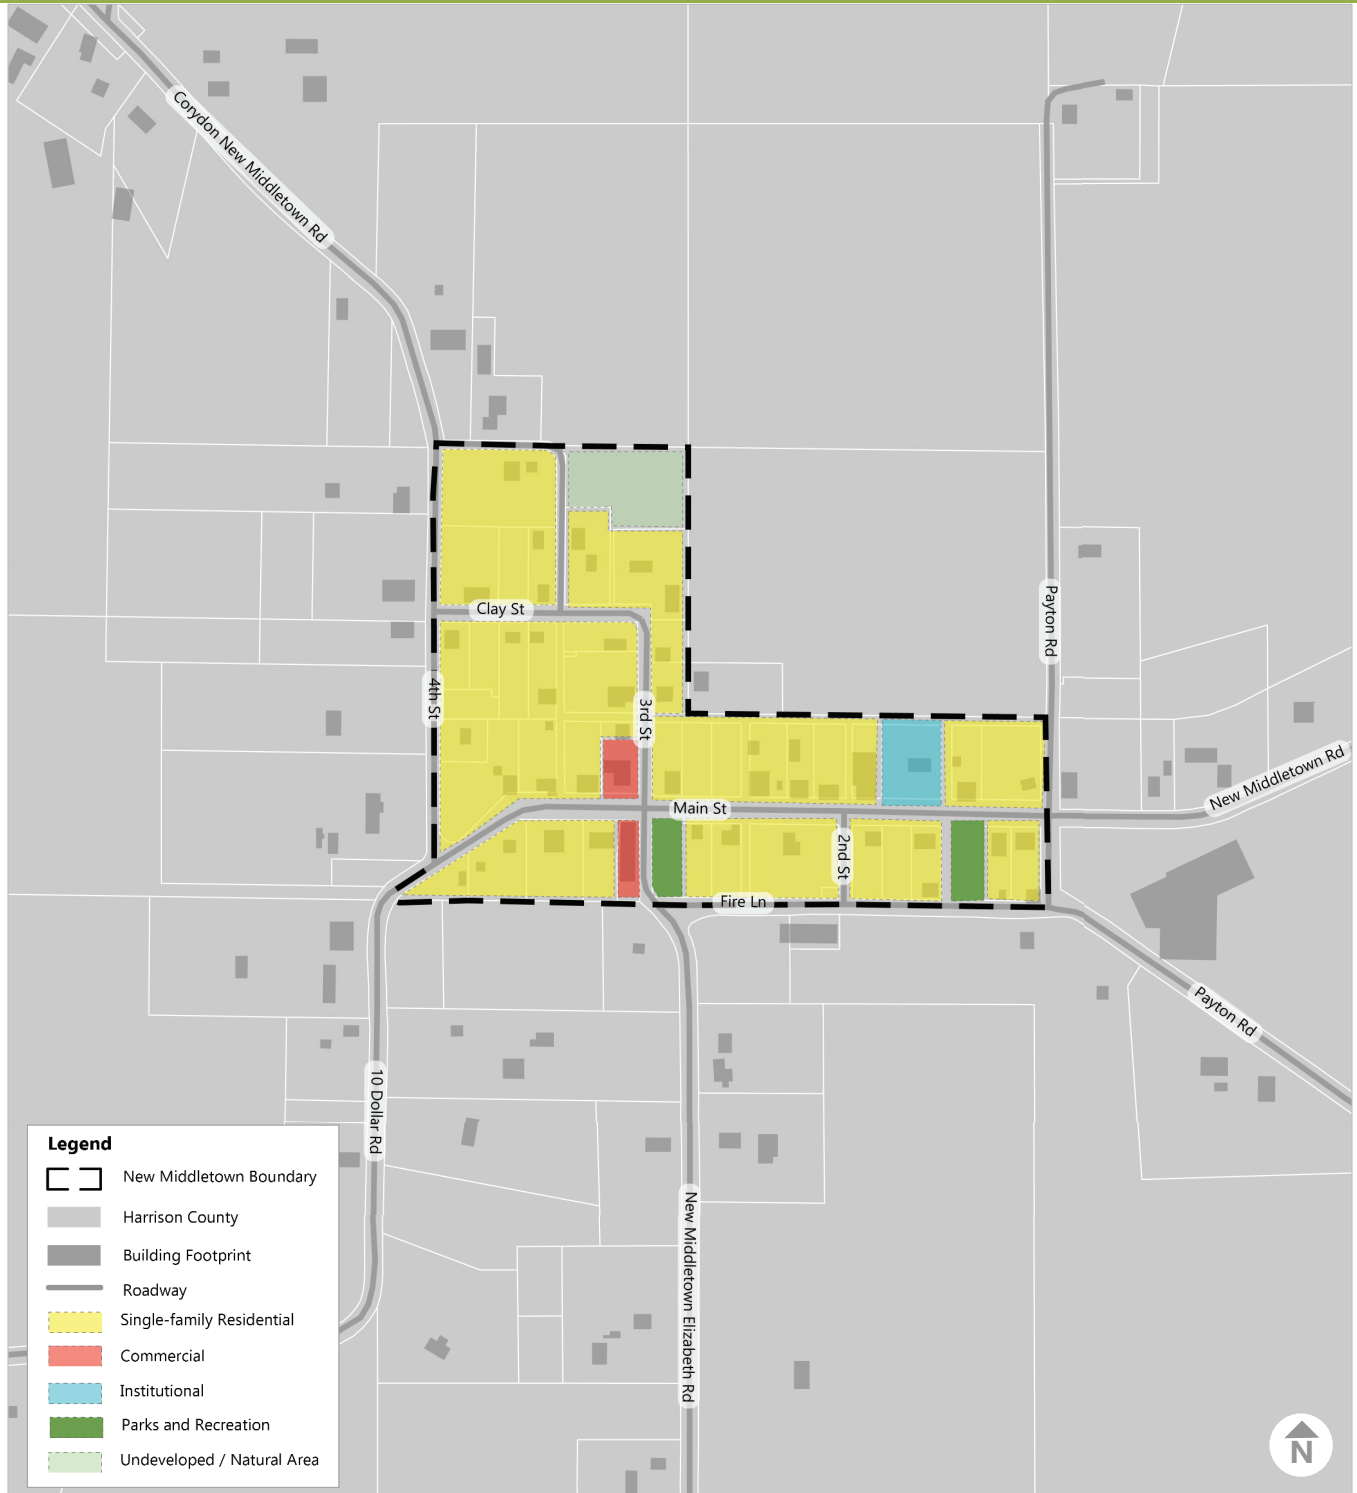 Corydon New Middletown Rd
Clay St
Payton Rd
4th St
3rd St
New Middletown Rd
Main St
2nd St
Fire Ln
Payton Rd
10 Dollar Rd
New Middletown Elizabeth Rd
Legend
New Middletown Boundary
Harrison County
Building Footprint
Roadway
Single-family Residential
Commercial
Institutional
Parks and Recreation
Undeveloped / Natural Area
N